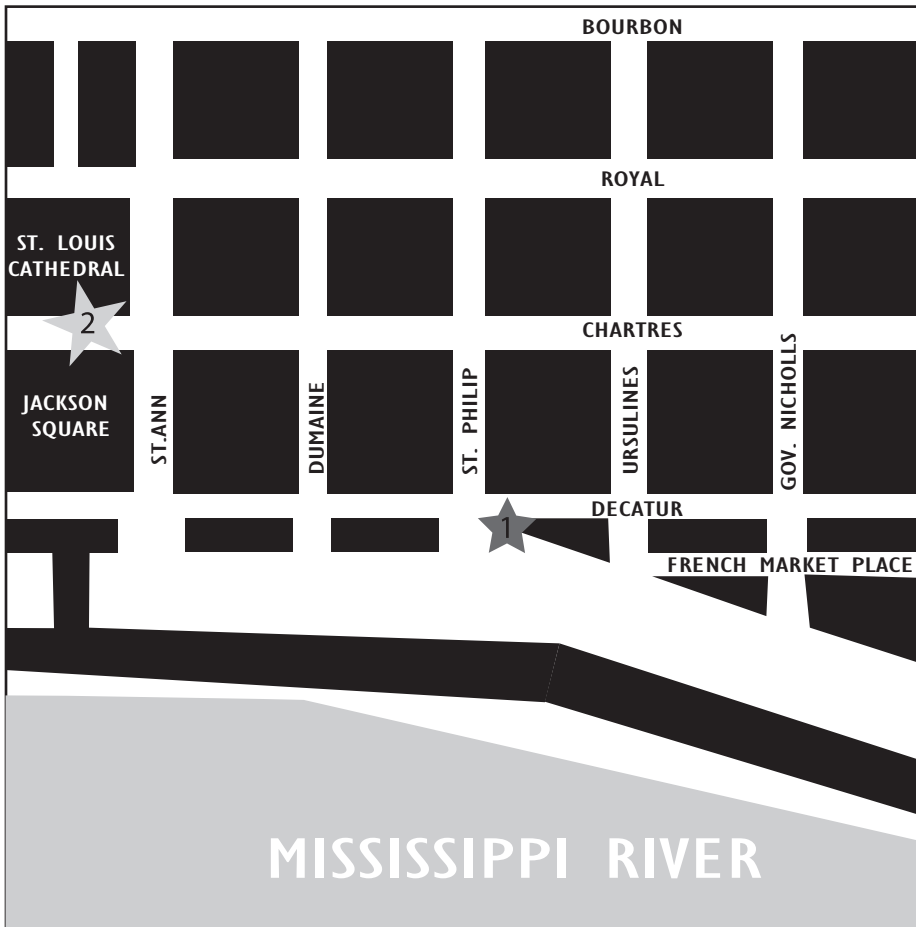 BOURBON
ROYAL
ST. LOUIS
CATHEDRAL
2
CHARTRES
JACKSON
SQUARE
ST.ANN
DUMAINE
ST. PHILIP
URSULINES
GOV. NICHOLLS
DECATUR
1
FRENCH MARKET PLACE
MISSISSIPPI RIVER